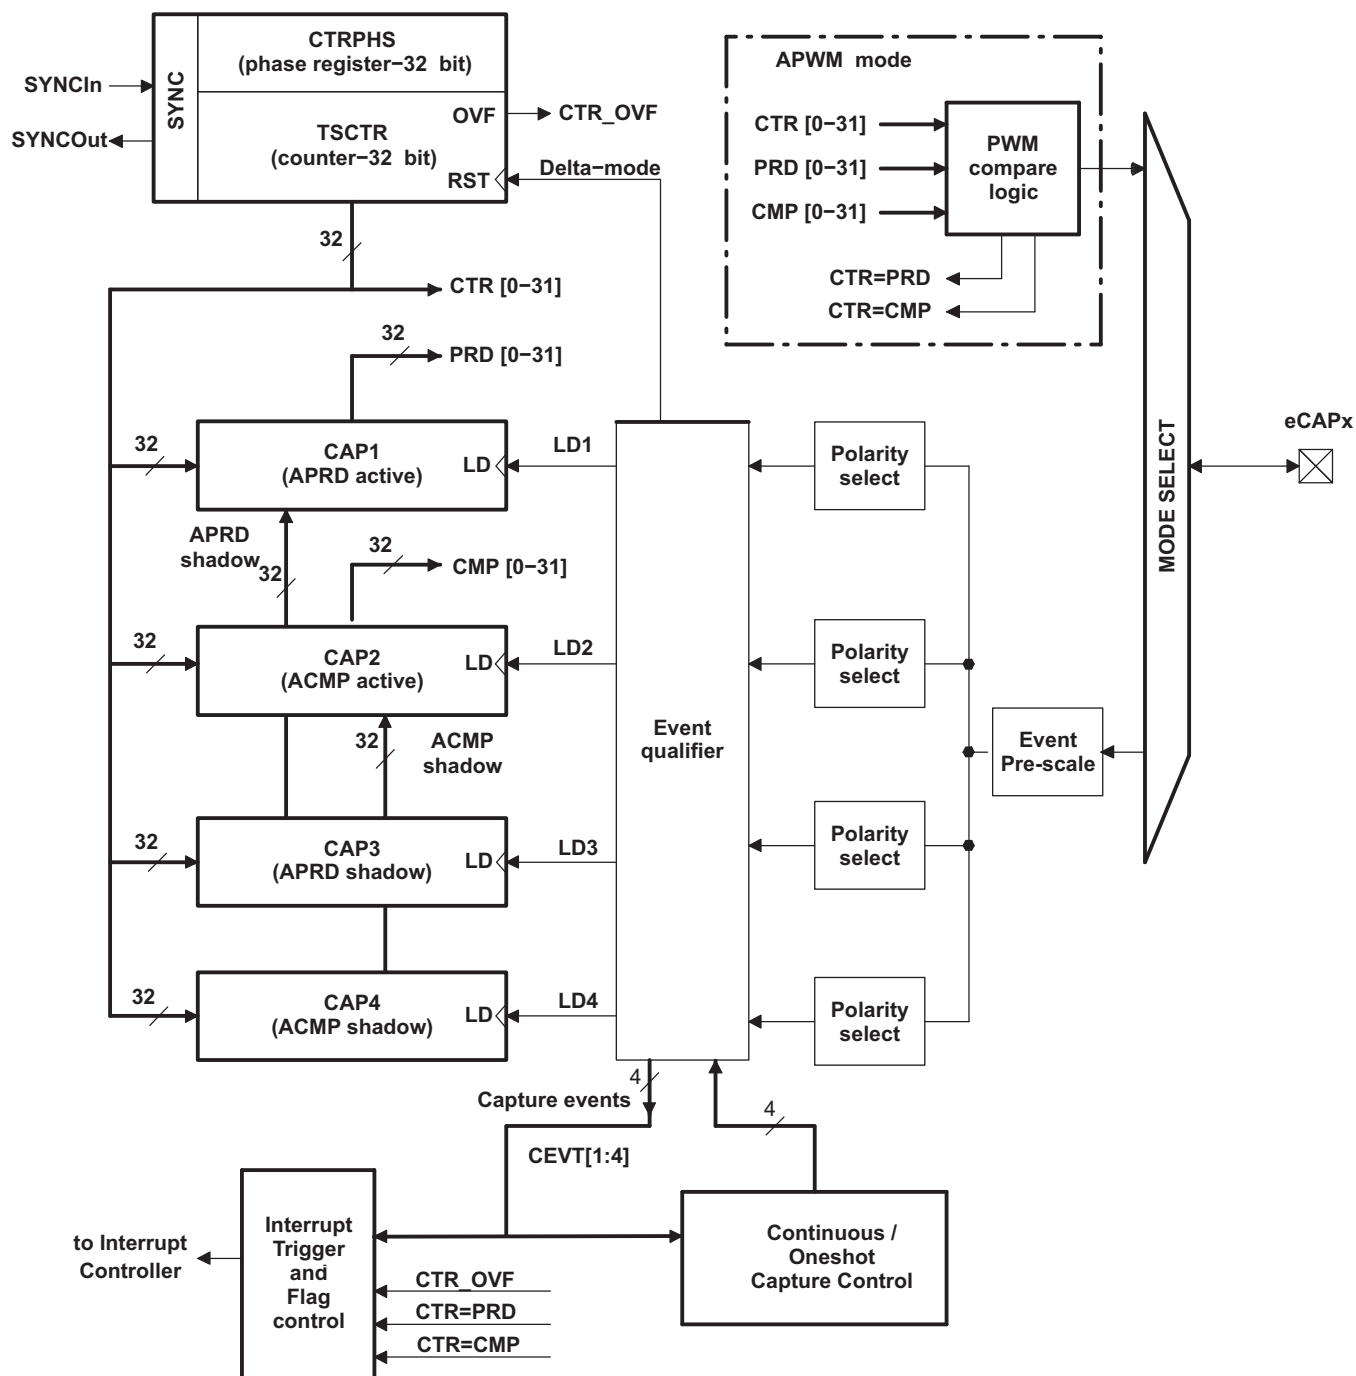 CTRPHS
(phase register−32 bit)
SYNC
SYNCIn
SYNCOut
OVF
CTR_OVF
TSCTR
(counter−32 bit)
RST
Delta−mode
32
CTR [0−31]
32
PRD [0−31]
APWM mode
CTR [0−31]
PRD [0−31]
CMP [0−31]
PWM
compare
logic
CTR=PRD
CTR=CMP
MODE SELECT
eCAPx
32
CAP1
(APRD active)
LD
LD1
Polarity
select
APRD
shadow
32
32
CMP [0−31]
32
CAP2
(ACMP active)
LD
LD2
Polarity
select
32
ACMP
shadow
Event
qualifier
Event
Pre-scale
32
CAP3
(APRD shadow)
LD
LD3
Polarity
select
32
CAP4
(ACMP shadow)
LD
LD4
Polarity
select
4
Capture events
4
CEVT[1:4]
Interrupt
Trigger
and
Flag
control
to Interrupt
Controller
CTR_OVF
CTR=PRD
CTR=CMP
Continuous /
Oneshot
Capture Control